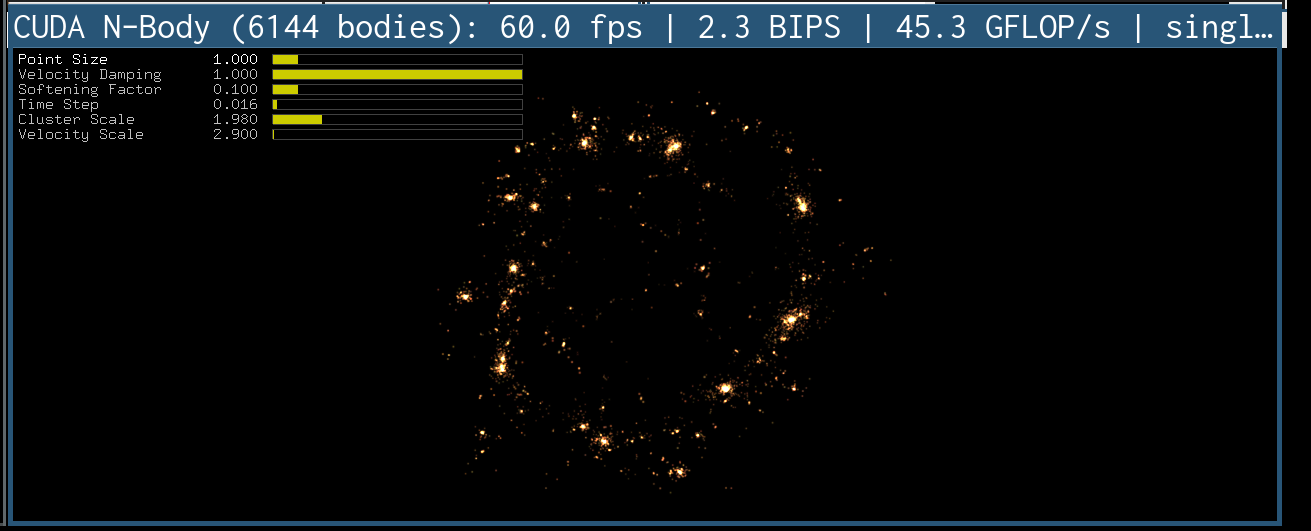 CUDA N-Body (6144 bodies): 60.0 fps | 2.3 BIPS | 45.3 GFLOP/s | singl…
Point Size 1.000
Velocity Damping 1.000
Softening Factor 0.100
Time Step 0.016
Cluster Scale 1.980
Velocity Scale 2.900